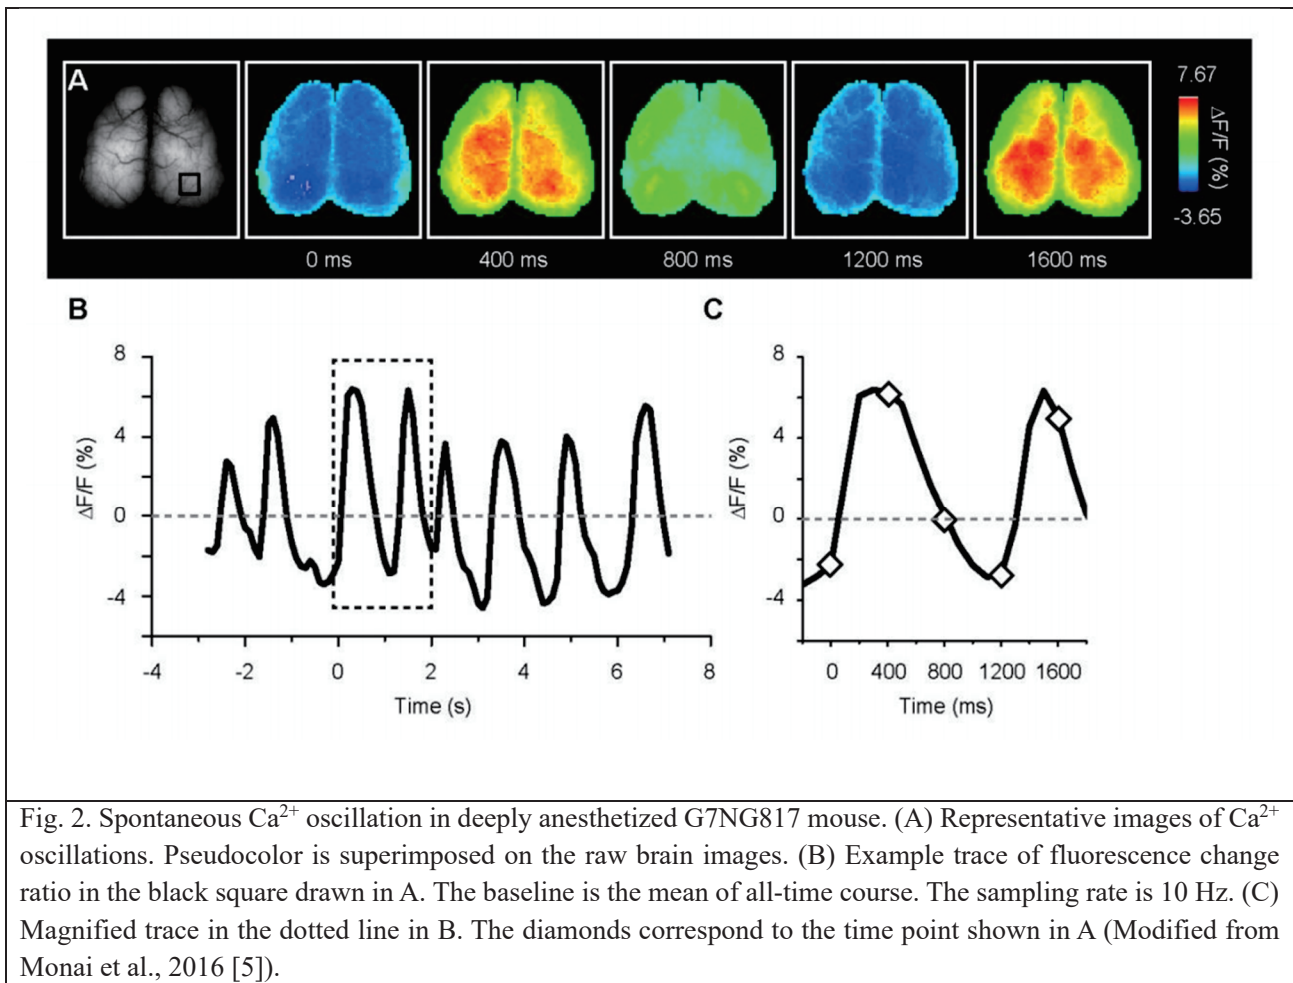 A
7.67
ΔF/F (%)
-3.65
0 ms
400 ms
800 ms
1200 ms
1600 ms
B
8
4
0
-4
ΔF/F (%)
-4
-2
0
2
4
6
8
Time (s)
C
8
4
0
-4
ΔF/F (%)
0
400
800
1200
1600
Time (ms)
Fig. 2. Spontaneous Ca²⁺ oscillation in deeply anesthetized G7NG817 mouse. (A) Representative images of Ca²⁺
oscillations. Pseudocolor is superimposed on the raw brain images. (B) Example trace of fluorescence change
ratio in the black square drawn in A. The baseline is the mean of all-time course. The sampling rate is 10 Hz. (C)
Magnified trace in the dotted line in B. The diamonds correspond to the time point shown in A (Modified from
Monai et al., 2016 [5]).